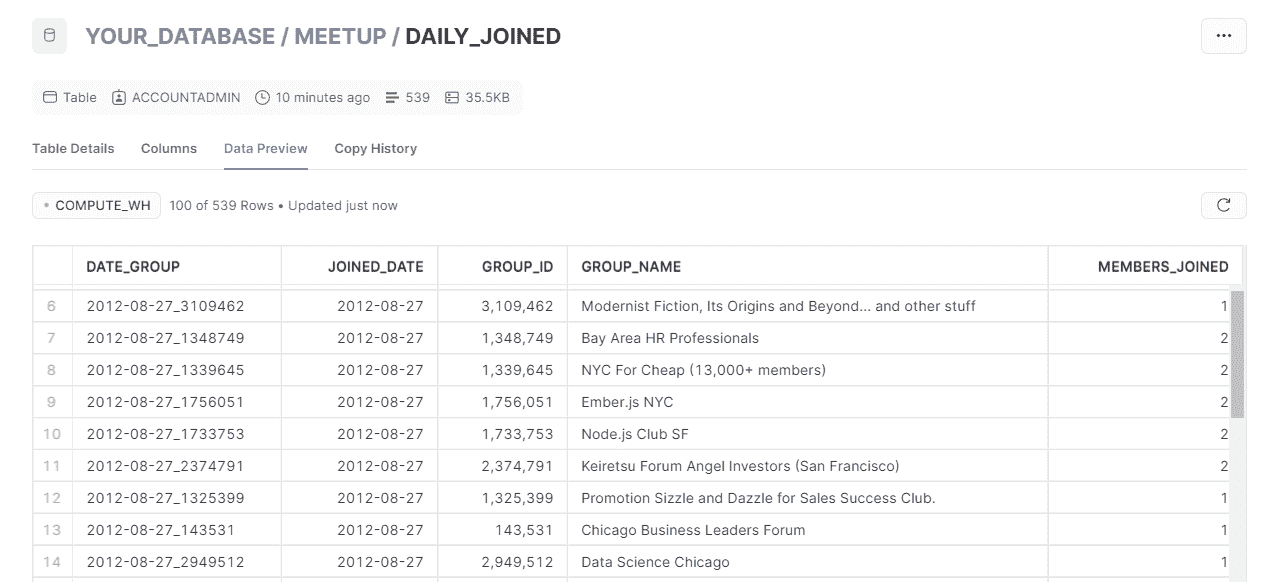 YOUR_DATABASE / MEETUP / DAILY_JOINED
Table ACCOUNTADMIN 10 minutes ago 539 35.5KB
Table Details Columns Data Preview Copy History
COMPUTE_WH 100 of 539 Rows • Updated just now
DATE_GROUP JOINED_DATE GROUP_ID GROUP_NAME MEMBERS_JOINED
6 2012-08-27_3109462 2012-08-27 3,109,462 Modernist Fiction, Its Origins and Beyond... and other stuff 1
7 2012-08-27_1348749 2012-08-27 1,348,749 Bay Area HR Professionals 2
8 2012-08-27_1339645 2012-08-27 1,339,645 NYC For Cheap (13,000+ members) 2
9 2012-08-27_1756051 2012-08-27 1,756,051 Ember.js NYC 2
10 2012-08-27_1733753 2012-08-27 1,733,753 Node.js Club SF 2
11 2012-08-27_2374791 2012-08-27 2,374,791 Keiretsu Forum Angel Investors (San Francisco) 2
12 2012-08-27_1325399 2012-08-27 1,325,399 Promotion Sizzle and Dazzle for Sales Success Club. 1
13 2012-08-27_143531 2012-08-27 143,531 Chicago Business Leaders Forum 1
14 2012-08-27_2949512 2012-08-27 2,949,512 Data Science Chicago 1